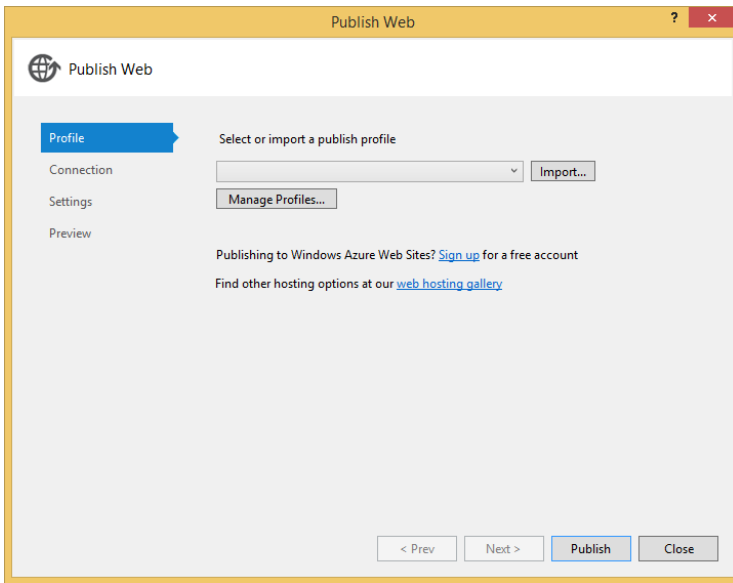 Publish Web
?
Publish Web
Profile
Connection
Settings
Preview
Select or import a publish profile
Import...
Manage Profiles...
Publishing to Windows Azure Web Sites? Sign up for a free account
Find other hosting options at our web hosting gallery
< Prev
Next >
Publish
Close